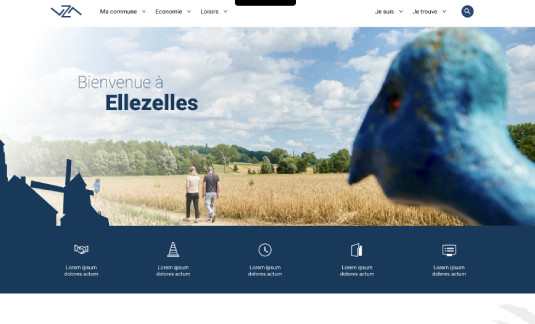 Ma commune
Economie
Loisirs
Je suis
Je trouve
Bienvenue à
Ellezelles
Lorem ipsum
dolores actum
Lorem ipsum
dolores actum
Lorem ipsum
dolores actum
Lorem ipsum
dolores actum
Lorem ipsum
dolores actum